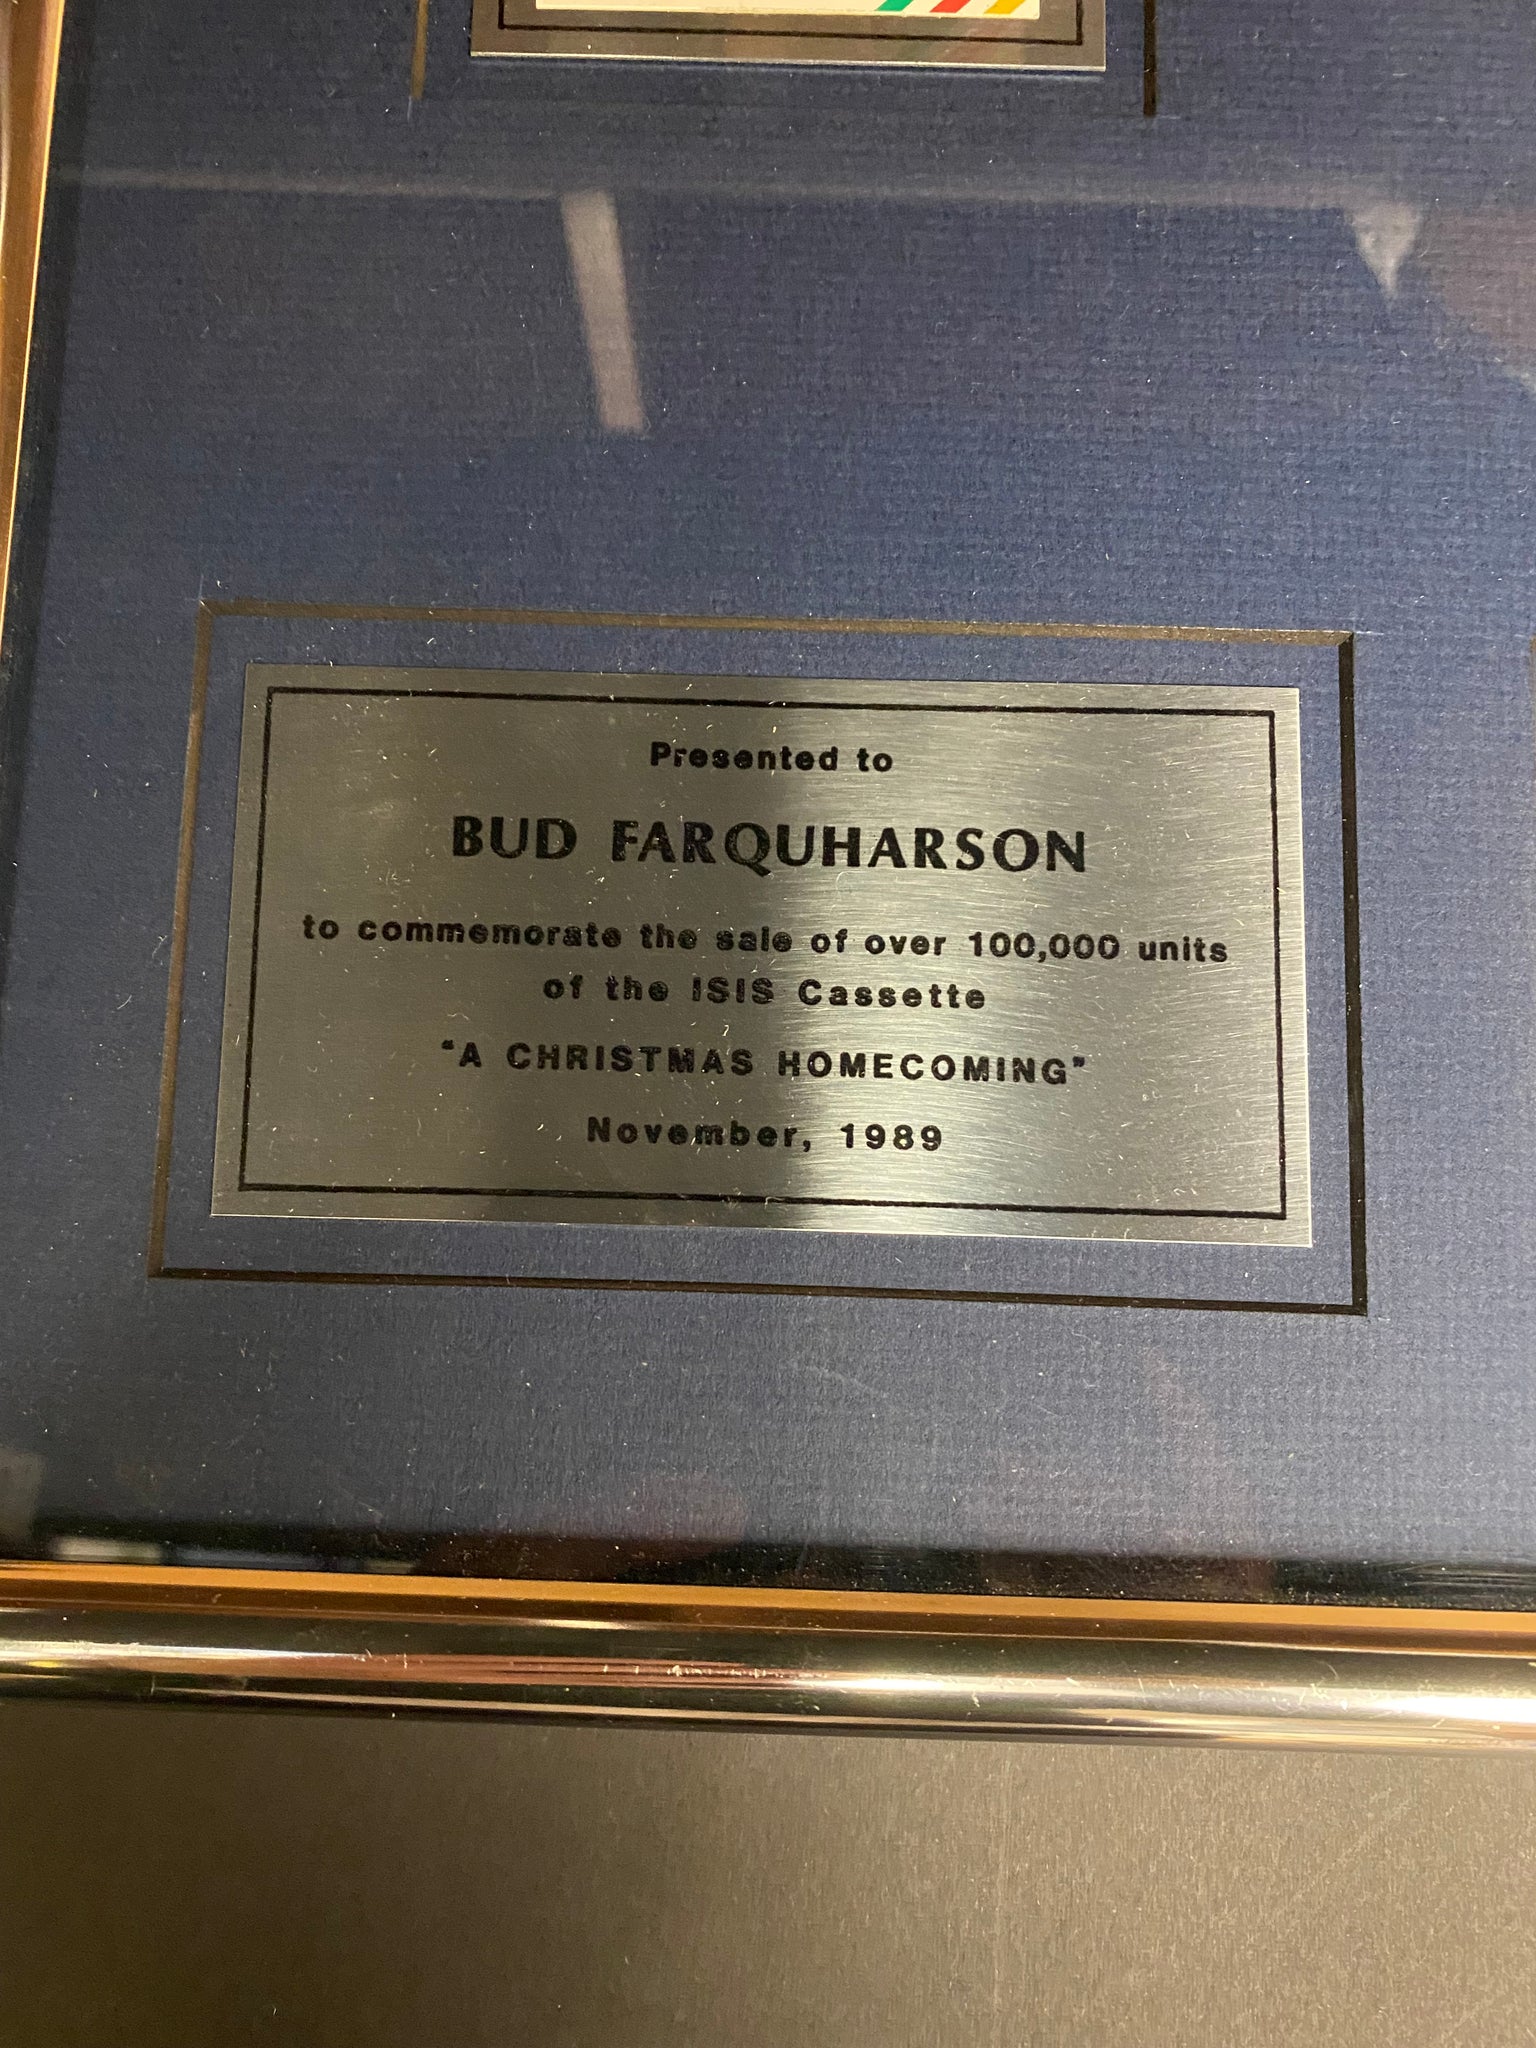 Presented to
BUD FARQUHARSON
to commemorate the sale of over 100,000 units
of the ISIS Cassette
"A CHRISTMAS HOMECOMING"
November, 1989